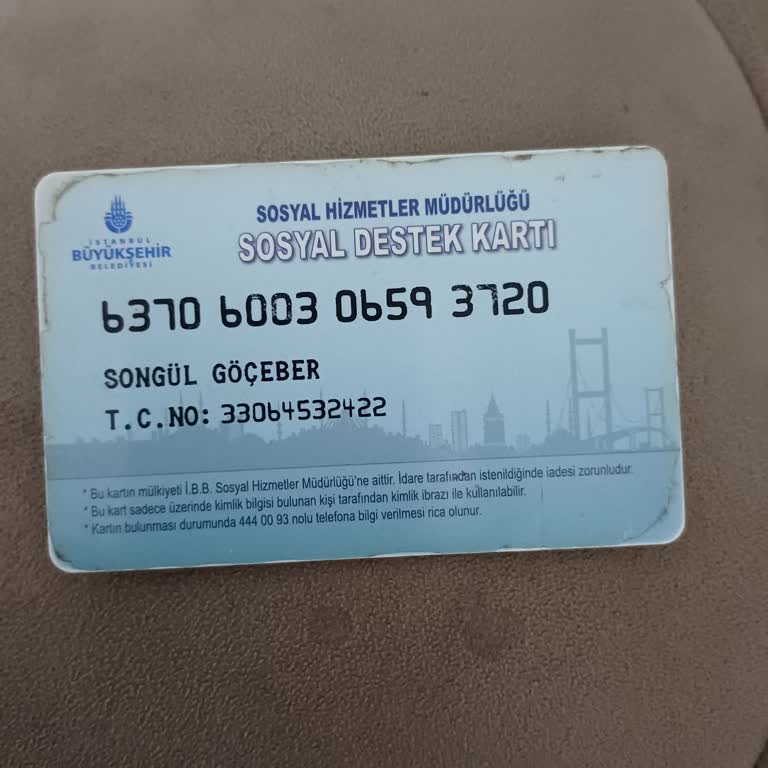 SOSYAL HİZMETLER MÜDÜRLÜĞÜ
SOSYAL DESTEK KARTI
İSTANBUL
BÜYÜKŞEHİR
BELEDİYESİ
6370 6003 0659 3720
SONGÜL GÖÇEBER
T.C.NO: 33064532422
* Bu kartın mülkiyeti İ.B.B. Sosyal Hizmetler Müdürlüğü'ne aittir. İdare tarafından istenildiğinde iadesi zorunludur.
* Bu kart sadece üzerinde kimlik bilgisi bulunan kişi tarafından kimlik ibrazı ile kullanılabilir.
* Kartın bulunması durumunda 444 00 93 nolu telefona bilgi verilmesi rica olunur.